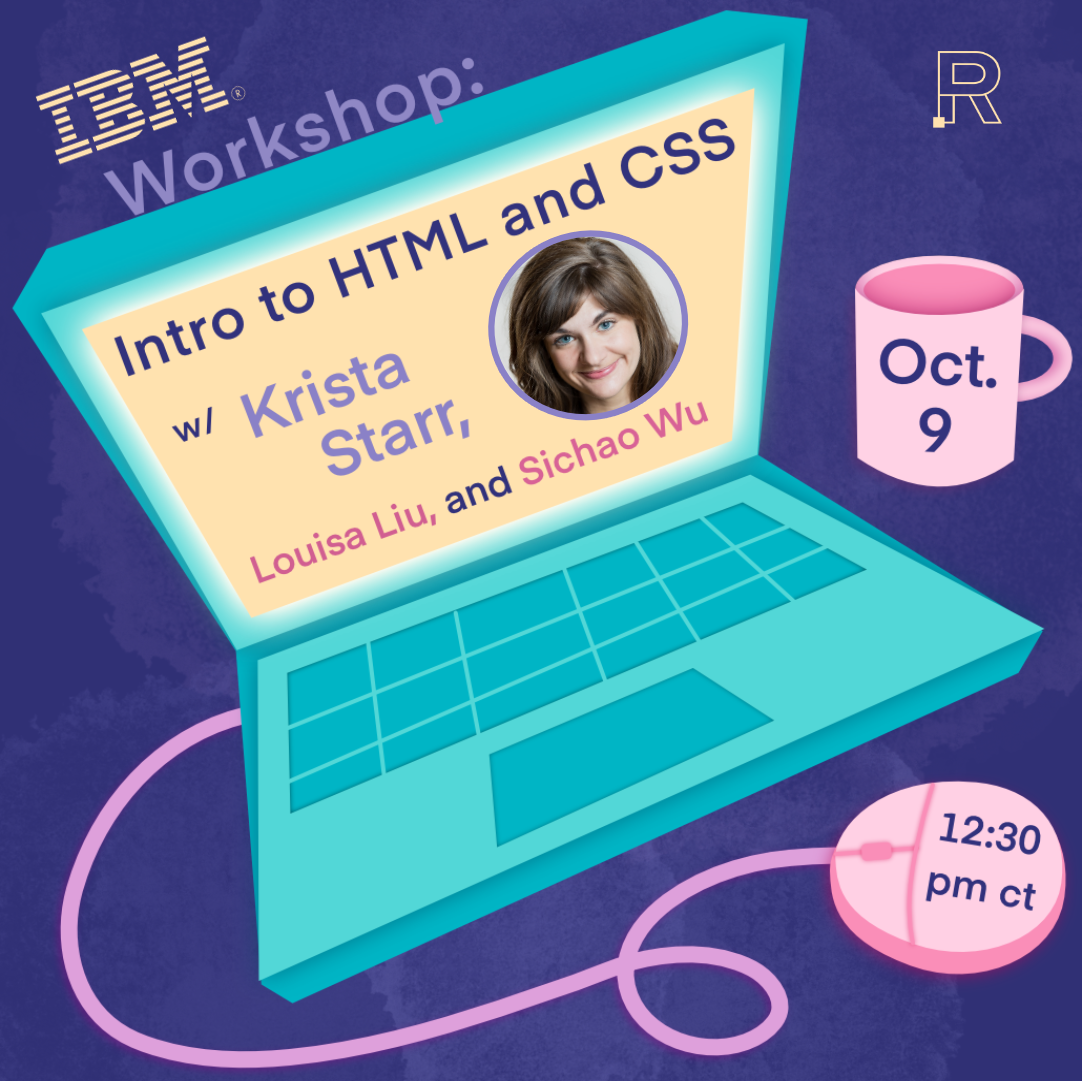 IBM®
Workshop:
R
Intro to HTML and CSS
w/ Krista
Starr,
Louisa Liu, and Sichao Wu
Oct.
9
12:30
pm ct